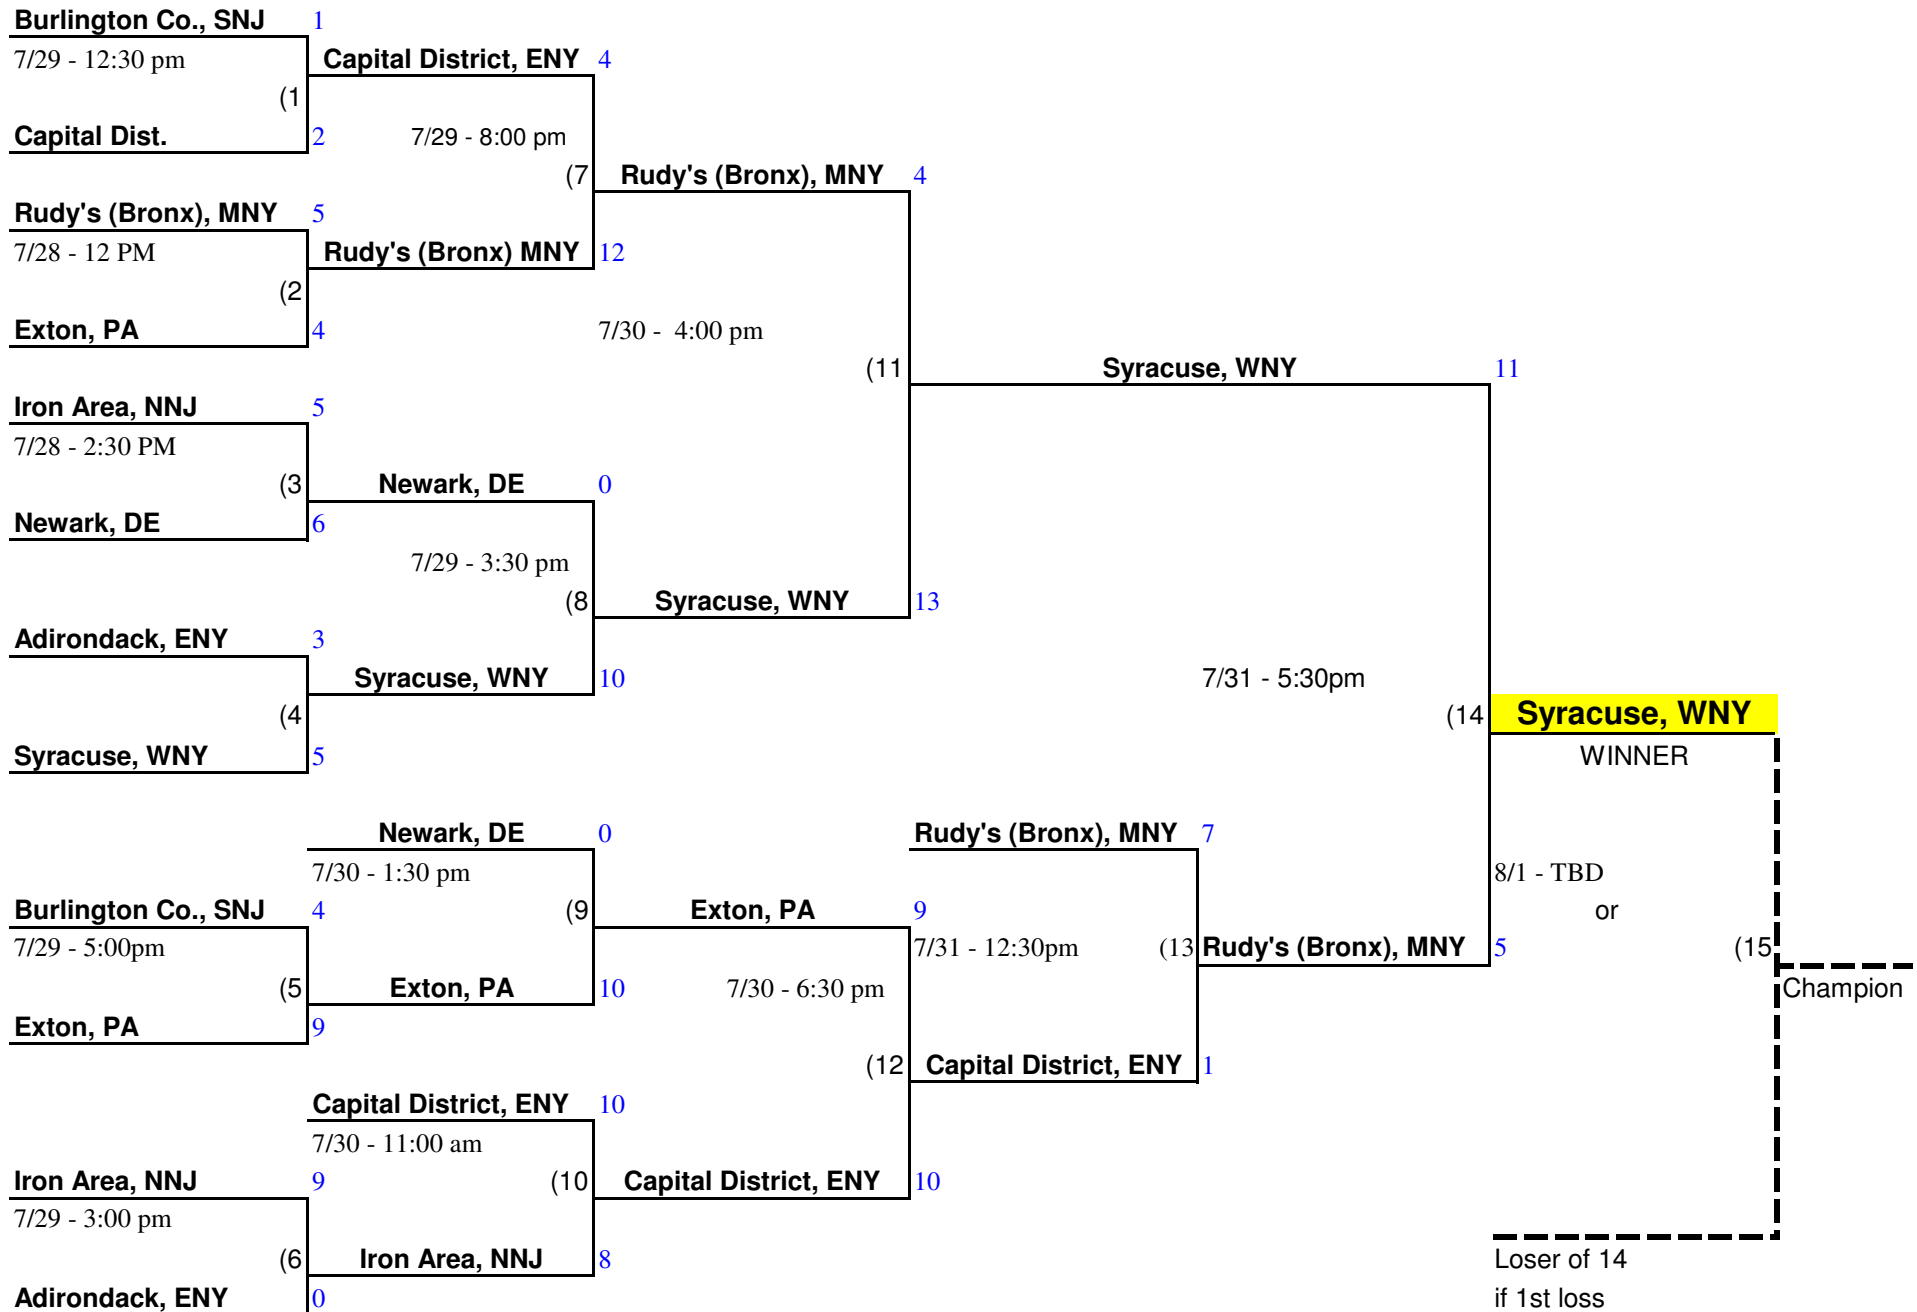 Burlington Co., SNJ 1
7/29 - 12:30 pm Capital District, ENY 4
(1
Capital Dist. 2 7/29 - 8:00 pm
(7 Rudy's (Bronx), MNY 4
Rudy's (Bronx), MNY 5
7/28 - 12 PM Rudy's (Bronx) MNY 12
(2
Exton, PA 4 7/30 - 4:00 pm
(11 Syracuse, WNY 11
Iron Area, NNJ 5
7/28 - 2:30 PM
(3 Newark, DE 0
Newark, DE 6
7/29 - 3:30 pm
(8 Syracuse, WNY 13
Adirondack, ENY 3
Syracuse, WNY 10 7/31 - 5:30pm
(4 (14 Syracuse, WNY
Syracuse, WNY 5 WINNER
Newark, DE 0 Rudy's (Bronx), MNY 7
7/30 - 1:30 pm 8/1 - TBD
Burlington Co., SNJ 4 (9 Exton, PA 9 or
7/29 - 5:00pm 7/31 - 12:30pm (13 Rudy's (Bronx), MNY 5 (15
(5 Exton, PA 10 7/30 - 6:30 pm Champion
Exton, PA 9
(12 Capital District, ENY 1
Capital District, ENY 10
7/30 - 11:00 am
Iron Area, NNJ 9 (10 Capital District, ENY 10
7/29 - 3:00 pm
(6 Iron Area, NNJ 8 Loser of 14
Adirondack, ENY 0 if 1st loss